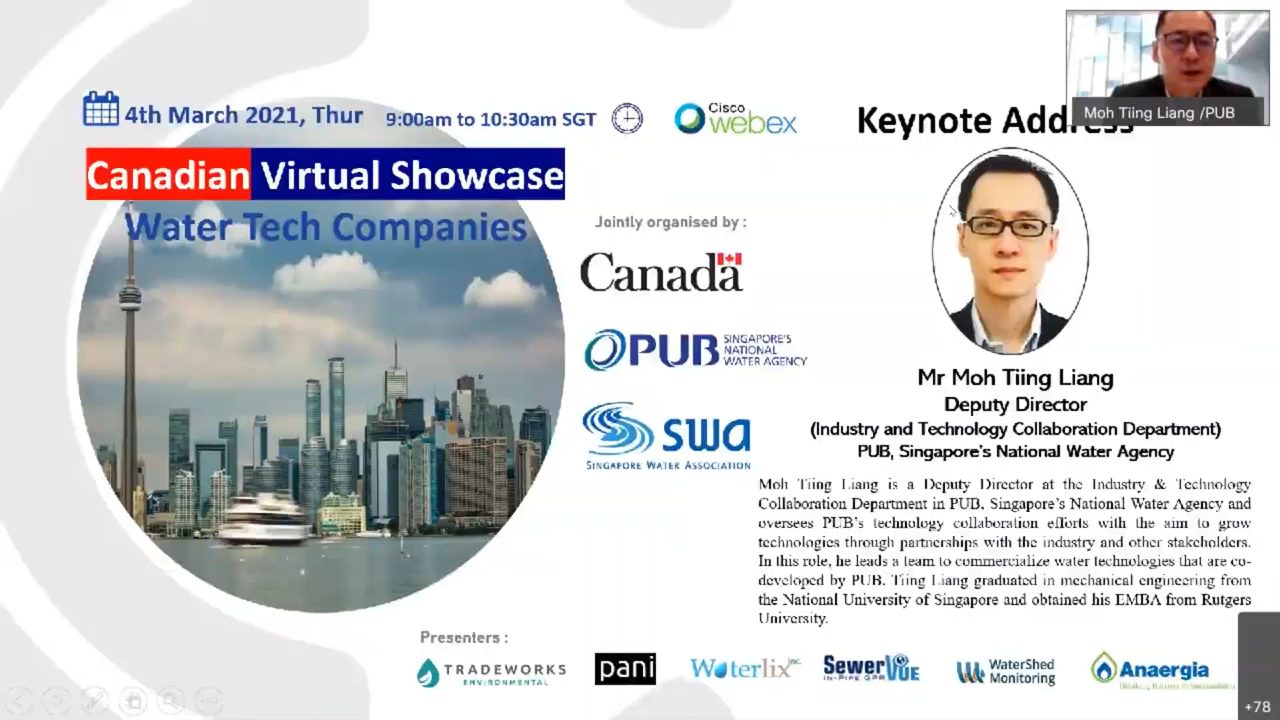 4th March 2021, Thur
9:00am to 10:30am SGT
Cisco
webex
Keynote Address
Moh Tiing Liang /PUB
Canadian Virtual Showcase
Water Tech Companies
Jointly organised by :
Canada
PUB SINGAPORE'S
NATIONAL
WATER AGENCY
swa
SINGAPORE WATER ASSOCIATION
Mr Moh Tiing Liang
Deputy Director
(Industry and Technology Collaboration Department)
PUB, Singapore's National Water Agency
Moh Tiing Liang is a Deputy Director at the Industry & Technology
Collaboration Department in PUB, Singapore's National Water Agency and
oversees PUB's technology collaboration efforts with the aim to grow
technologies through partnerships with the industry and other stakeholders.
In this role, he leads a team to commercialize water technologies that are co-
developed by PUB. Tiing Liang graduated in mechanical engineering from
the National University of Singapore and obtained his EMBA from Rutgers
University.
Presenters :
TRADEWORKS
ENVIRONMENTAL
pani
Waterlix Inc.
SewerVUE
IN-PIPE GPR
WaterShed
Monitoring
Anaergia
+78